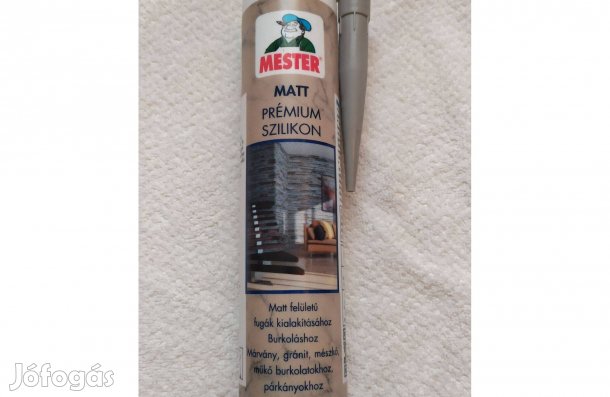 MESTER
MATT
PRÉMIUM
SZILIKON
Matt felületű
fugák kialakításához
Burkoláshoz
Márvány, gránit, mészkő,
műkő burkolatokhoz,
párkányokhoz
Jófogás